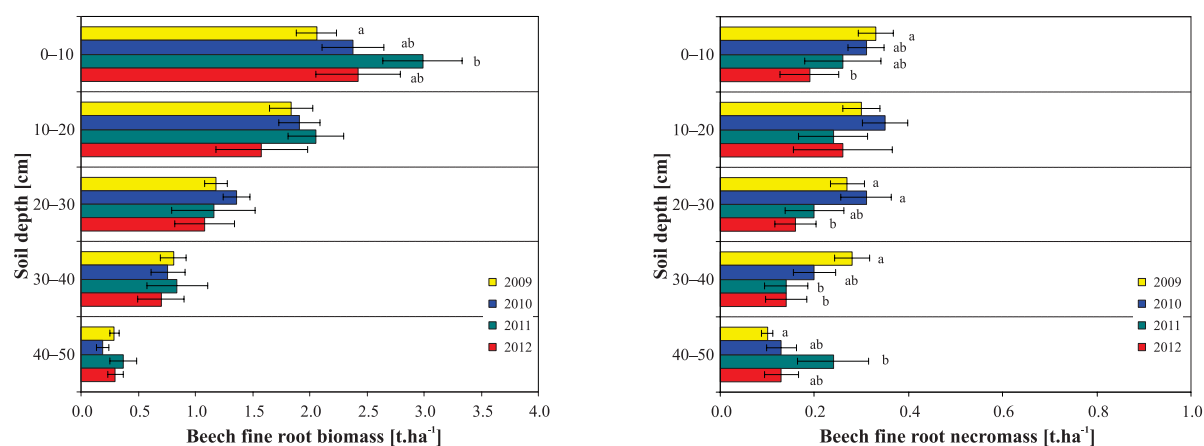 Soil depth [cm]
0–10
a
ab
b
ab
10–20
20–30
30–40
40–50
2009
2010
2011
2012
0.0 0.5 1.0 1.5 2.0 2.5 3.0 3.5 4.0
Beech fine root biomass [t.ha-1]
Soil depth [cm]
0–10
a
ab
ab
b
10–20
20–30
a
a
ab
b
30–40
a
ab
b
b
40–50
a
ab
b
ab
2009
2010
2011
2012
0.0 0.2 0.4 0.6 0.8 1.0
Beech fine root necromass [t.ha-1]